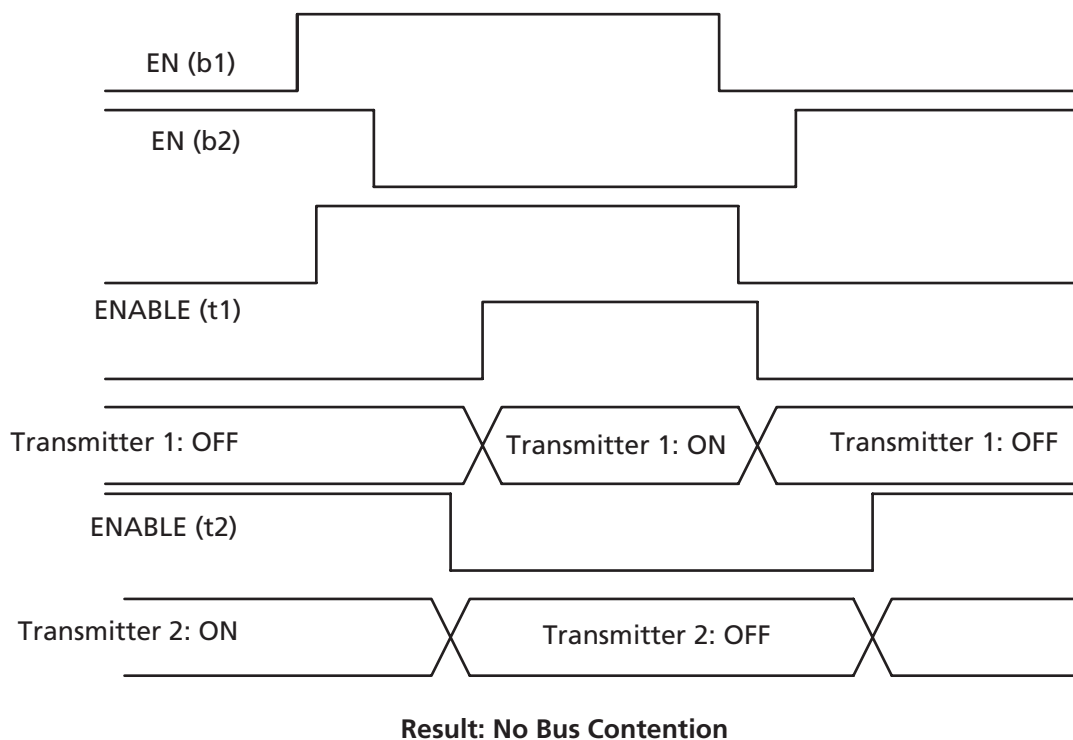 EN (b1)
EN (b2)
ENABLE (t1)
Transmitter 1: OFF
Transmitter 1: ON
Transmitter 1: OFF
ENABLE (t2)
Transmitter 2: ON
Transmitter 2: OFF
Result: No Bus Contention